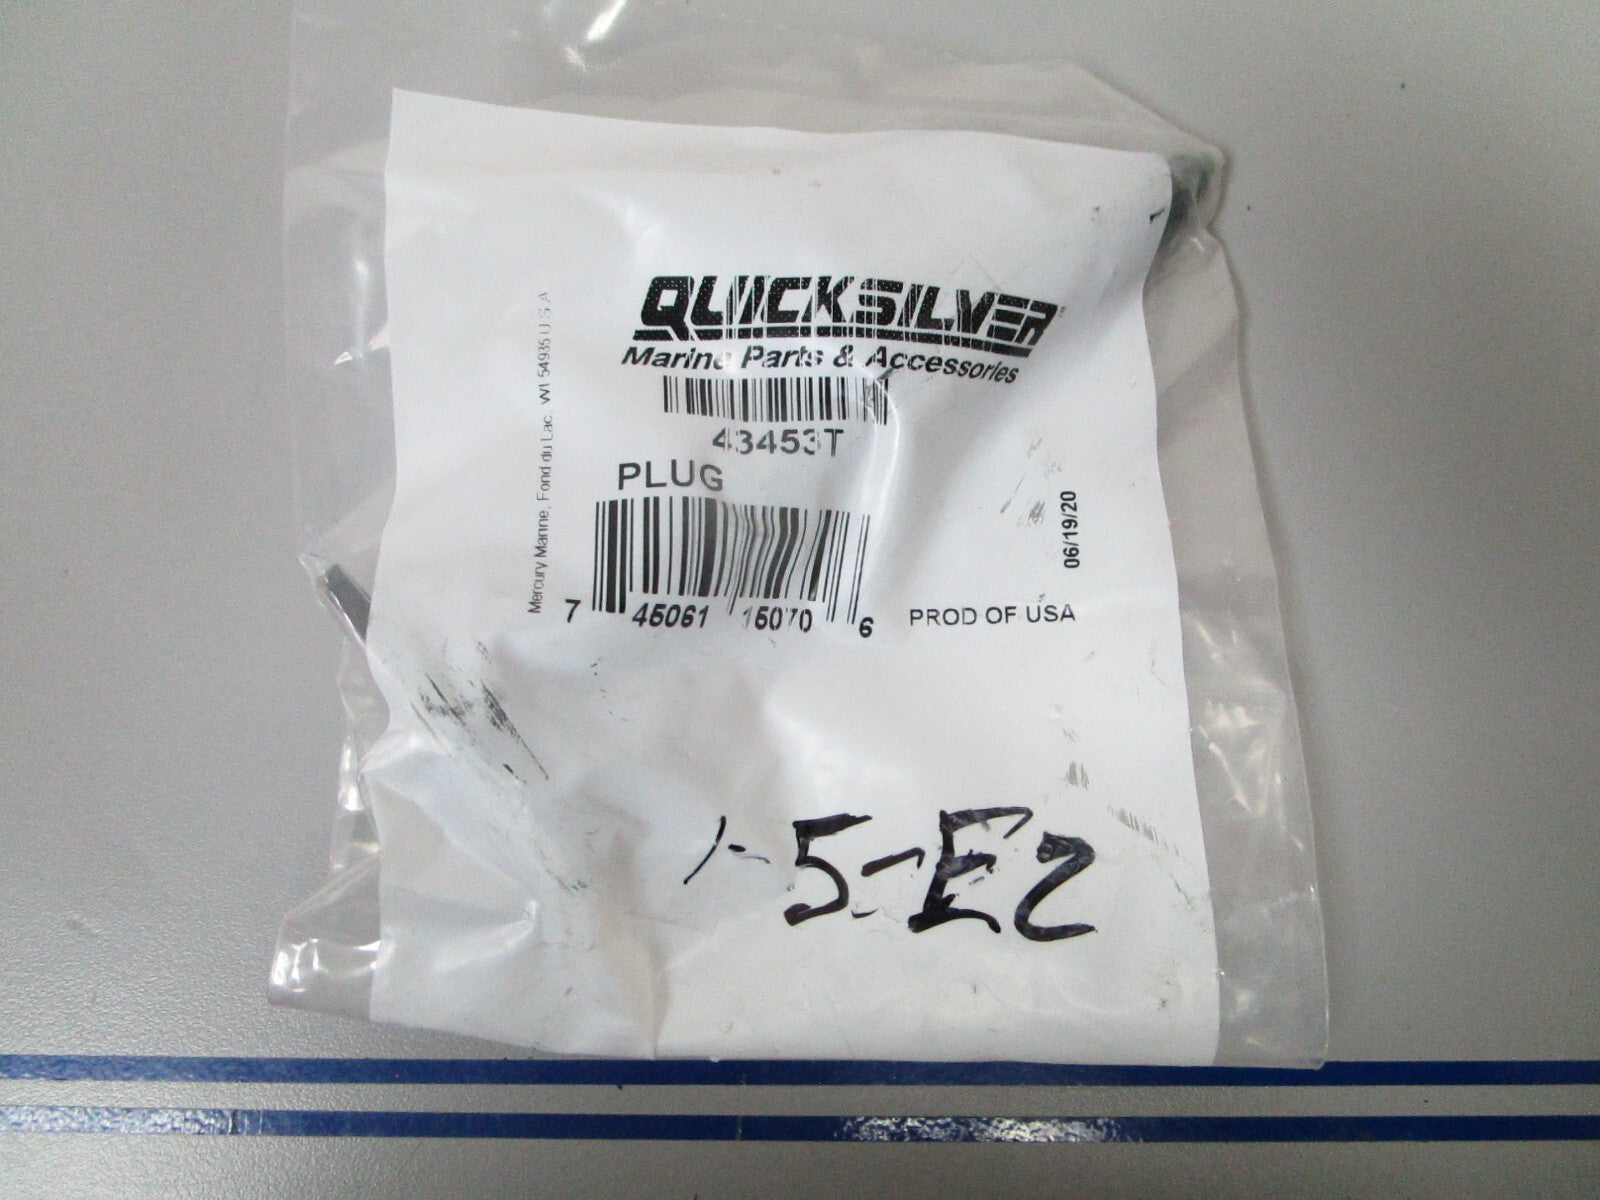 QUICKSILVER
Marine Parts & Accessories
43453T
PLUG
7 45061 15070 6
PROD OF USA
06/19/20
Mercury Marine, Fond du Lac, WI 54935 U.S.A
1-5-E2